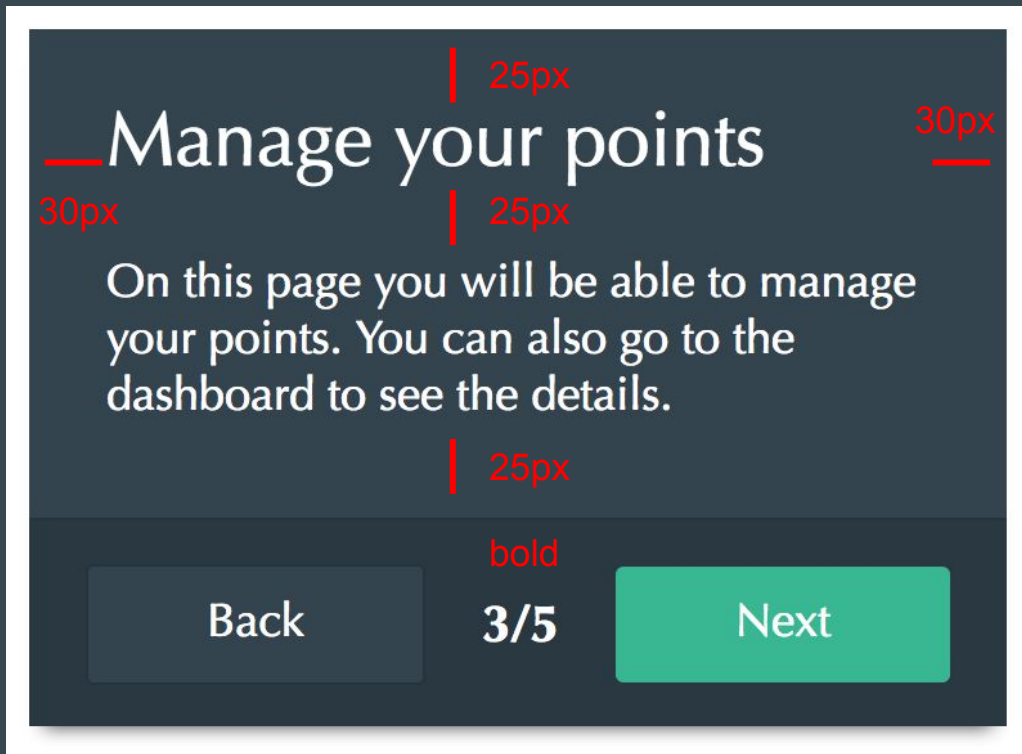 25px
Manage your points
30px
30px
25px
On this page you will be able to manage
your points. You can also go to the
dashboard to see the details.
25px
bold
Back
3/5
Next